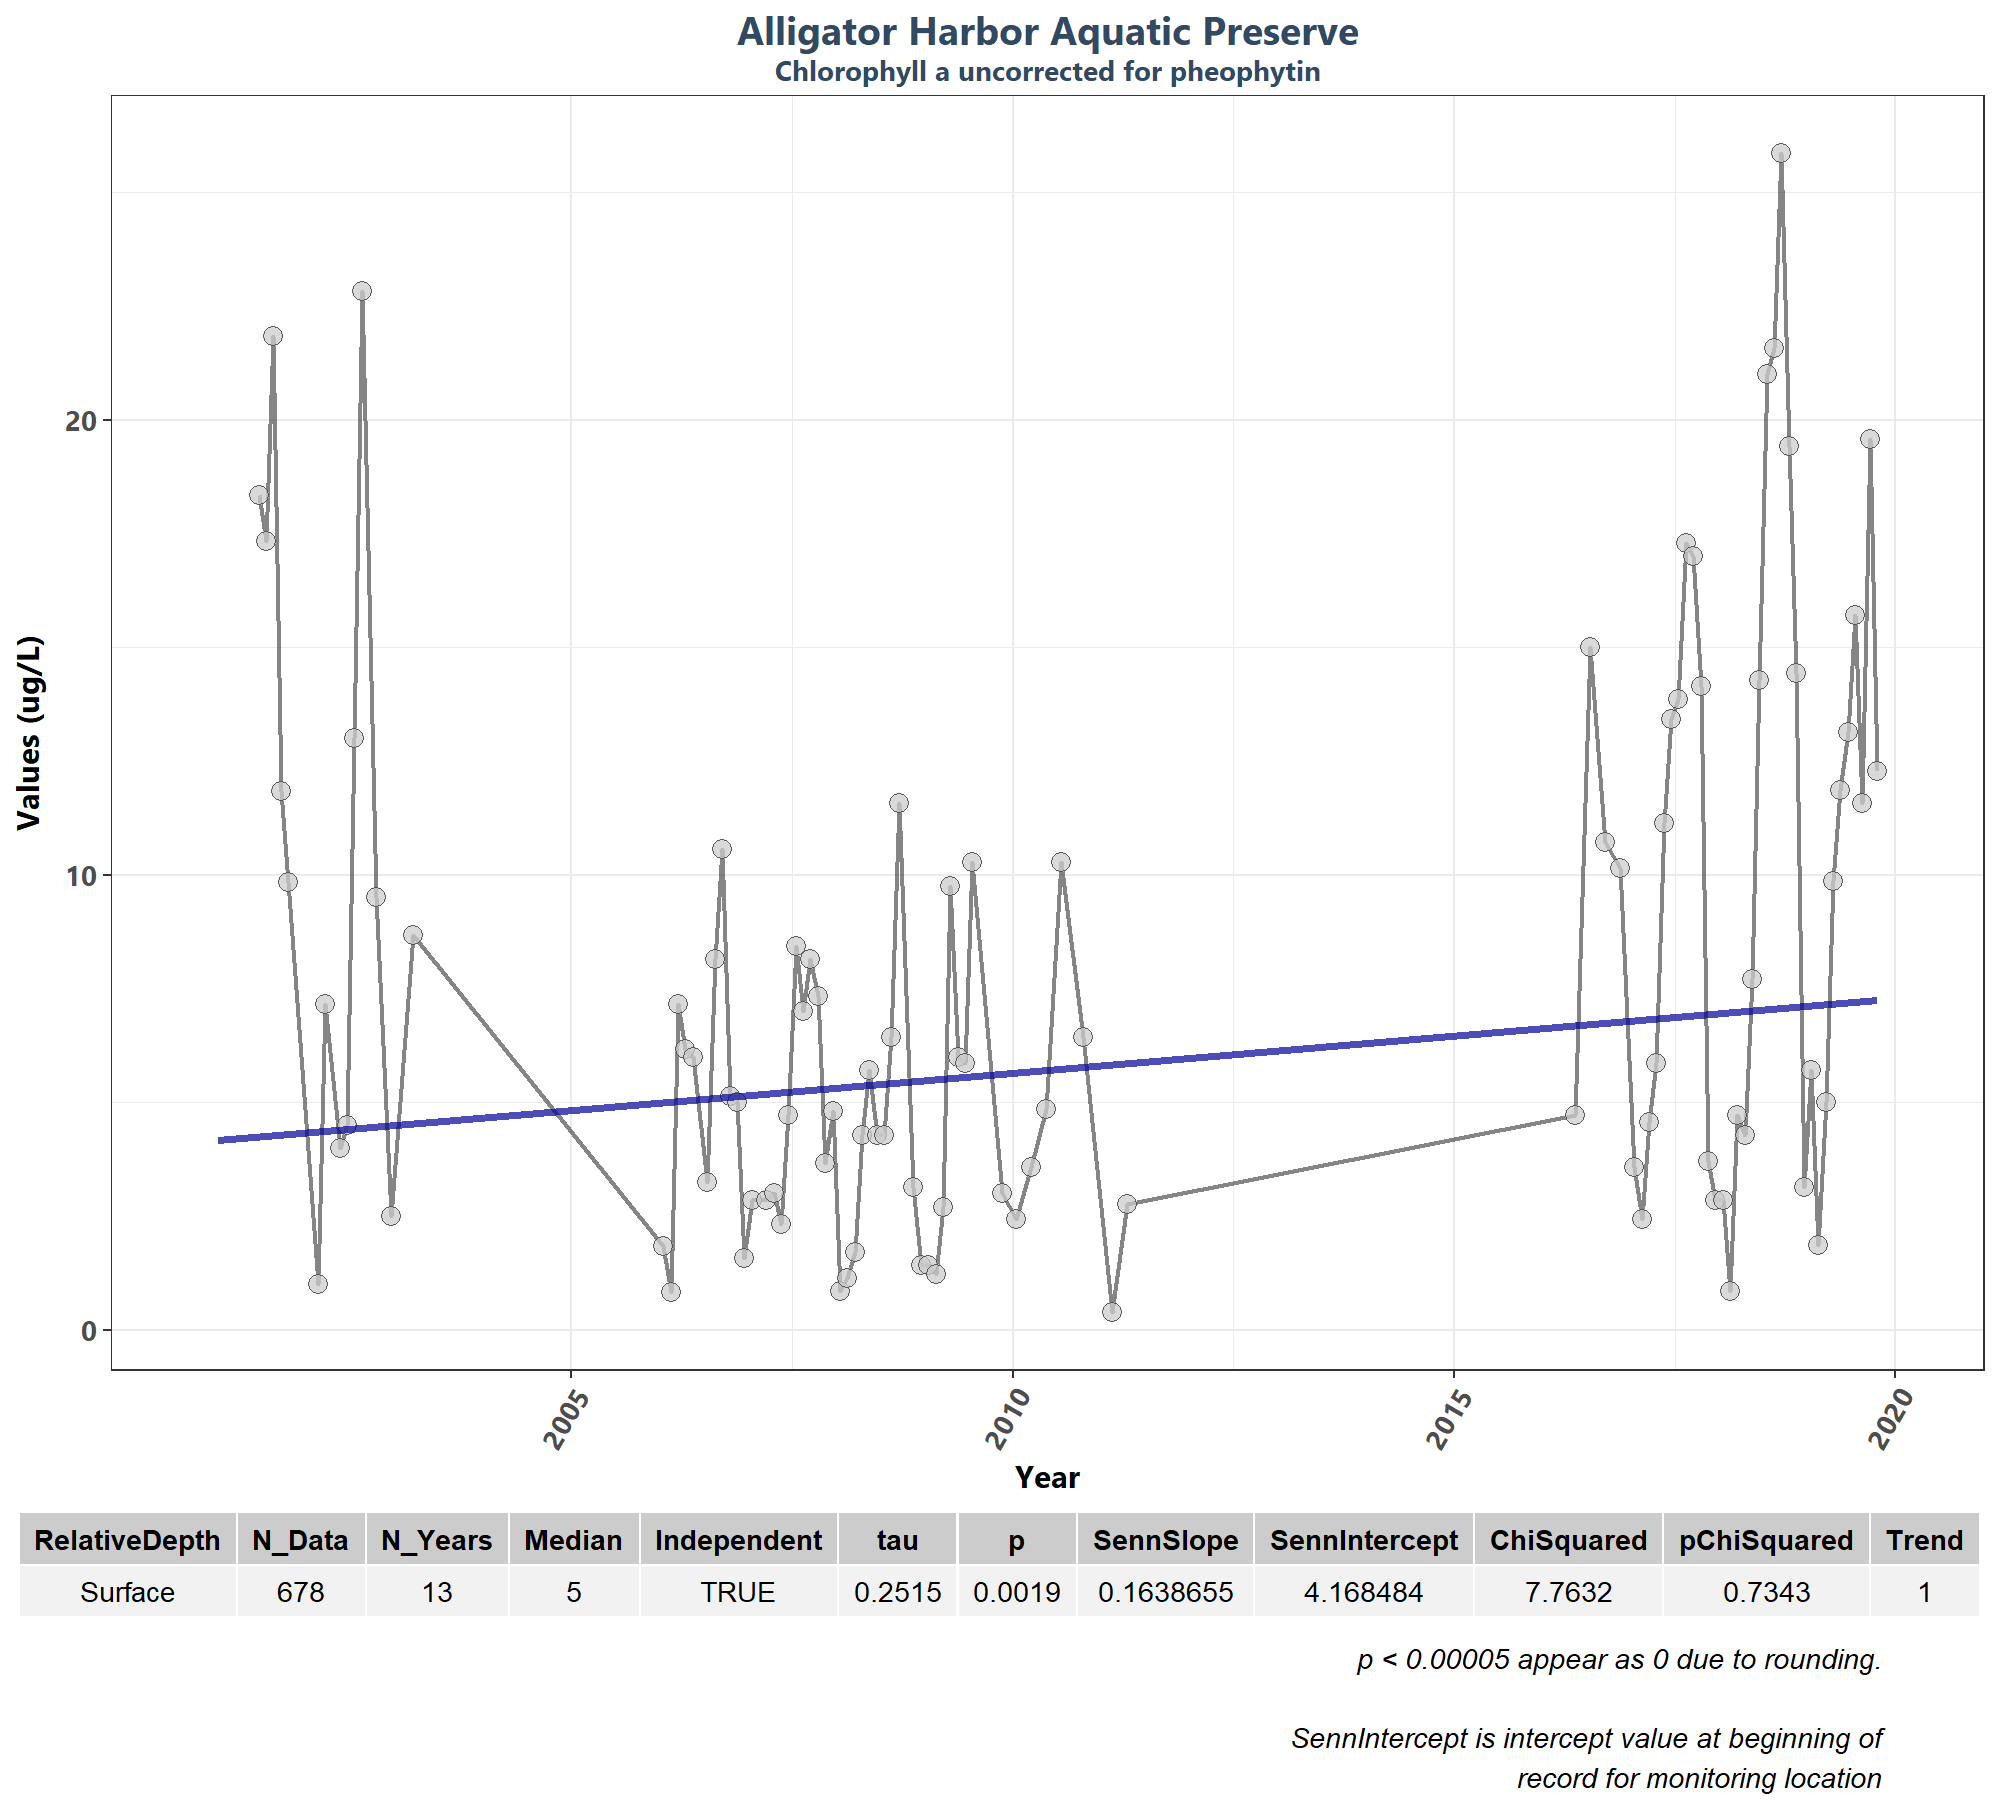 Alligator Harbor Aquatic Preserve
Chlorophyll a uncorrected for pheophytin
Values (ug/L)
20
10
0
2005
2010
2015
2020
Year
RelativeDepth N_Data N_Years Median Independent tau p SennSlope SennIntercept ChiSquared pChiSquared Trend
Surface 678 13 5 TRUE 0.2515 0.0019 0.1638655 4.168484 7.7632 0.7343 1
p < 0.00005 appear as 0 due to rounding.
SennIntercept is intercept value at beginning of
record for monitoring location